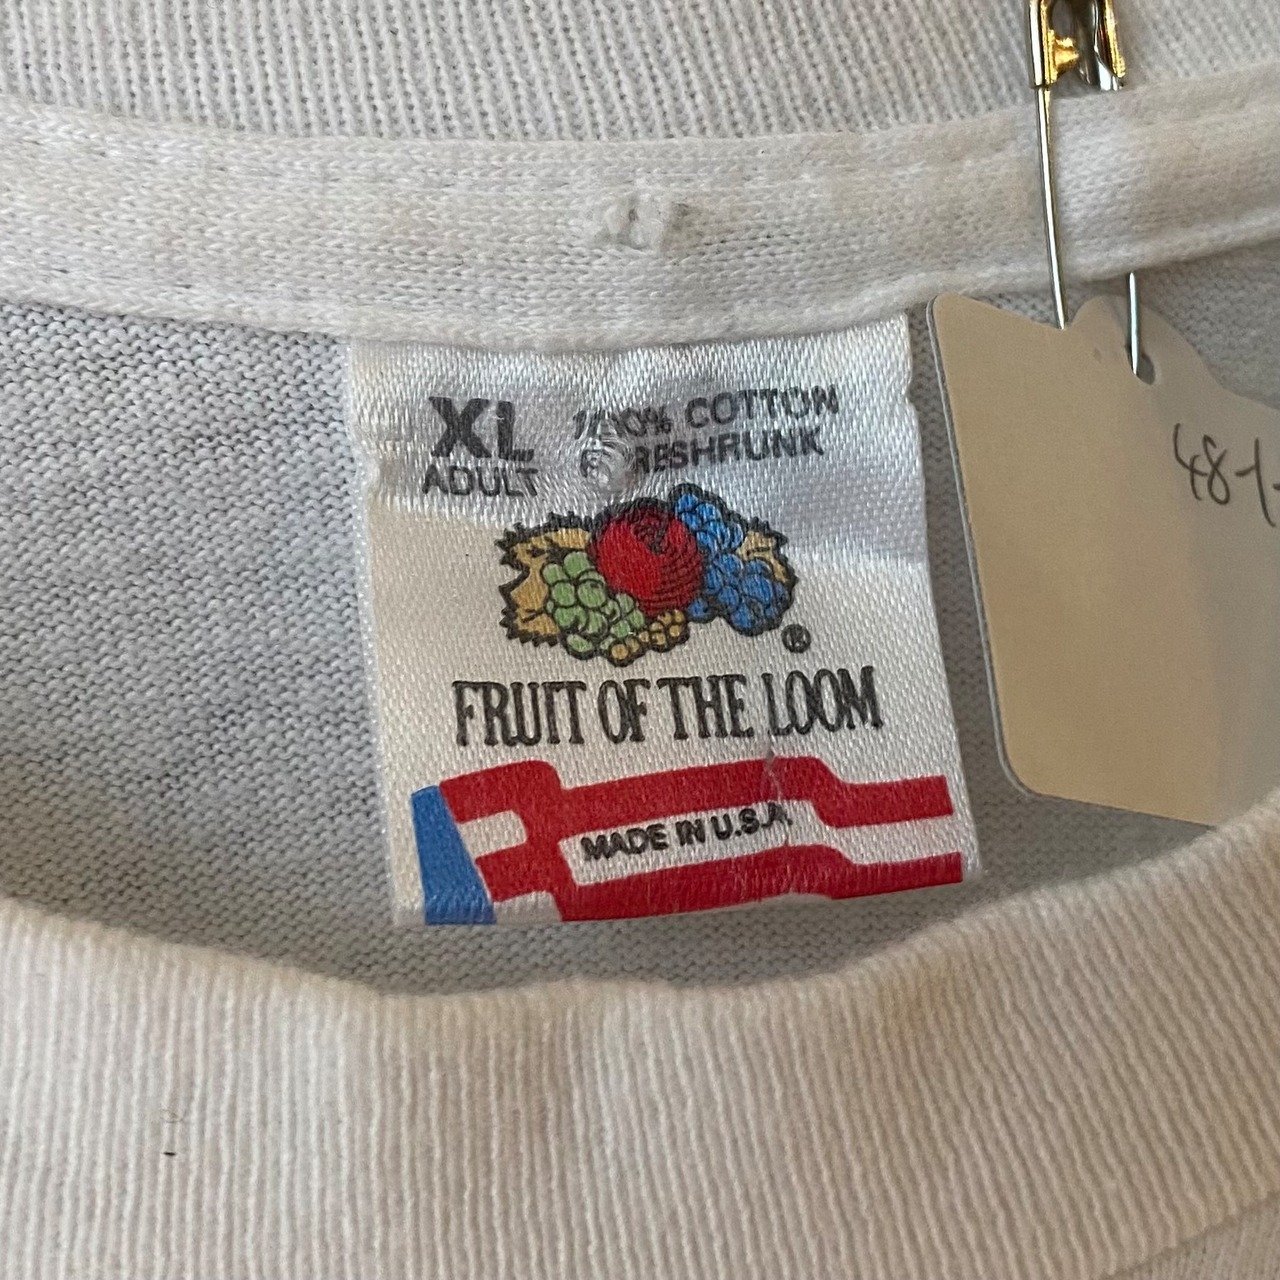 XL
ADULT
100% COTTON
PRESHRUNK
®
FRUIT OF THE LOOM
MADE IN U.S.A.